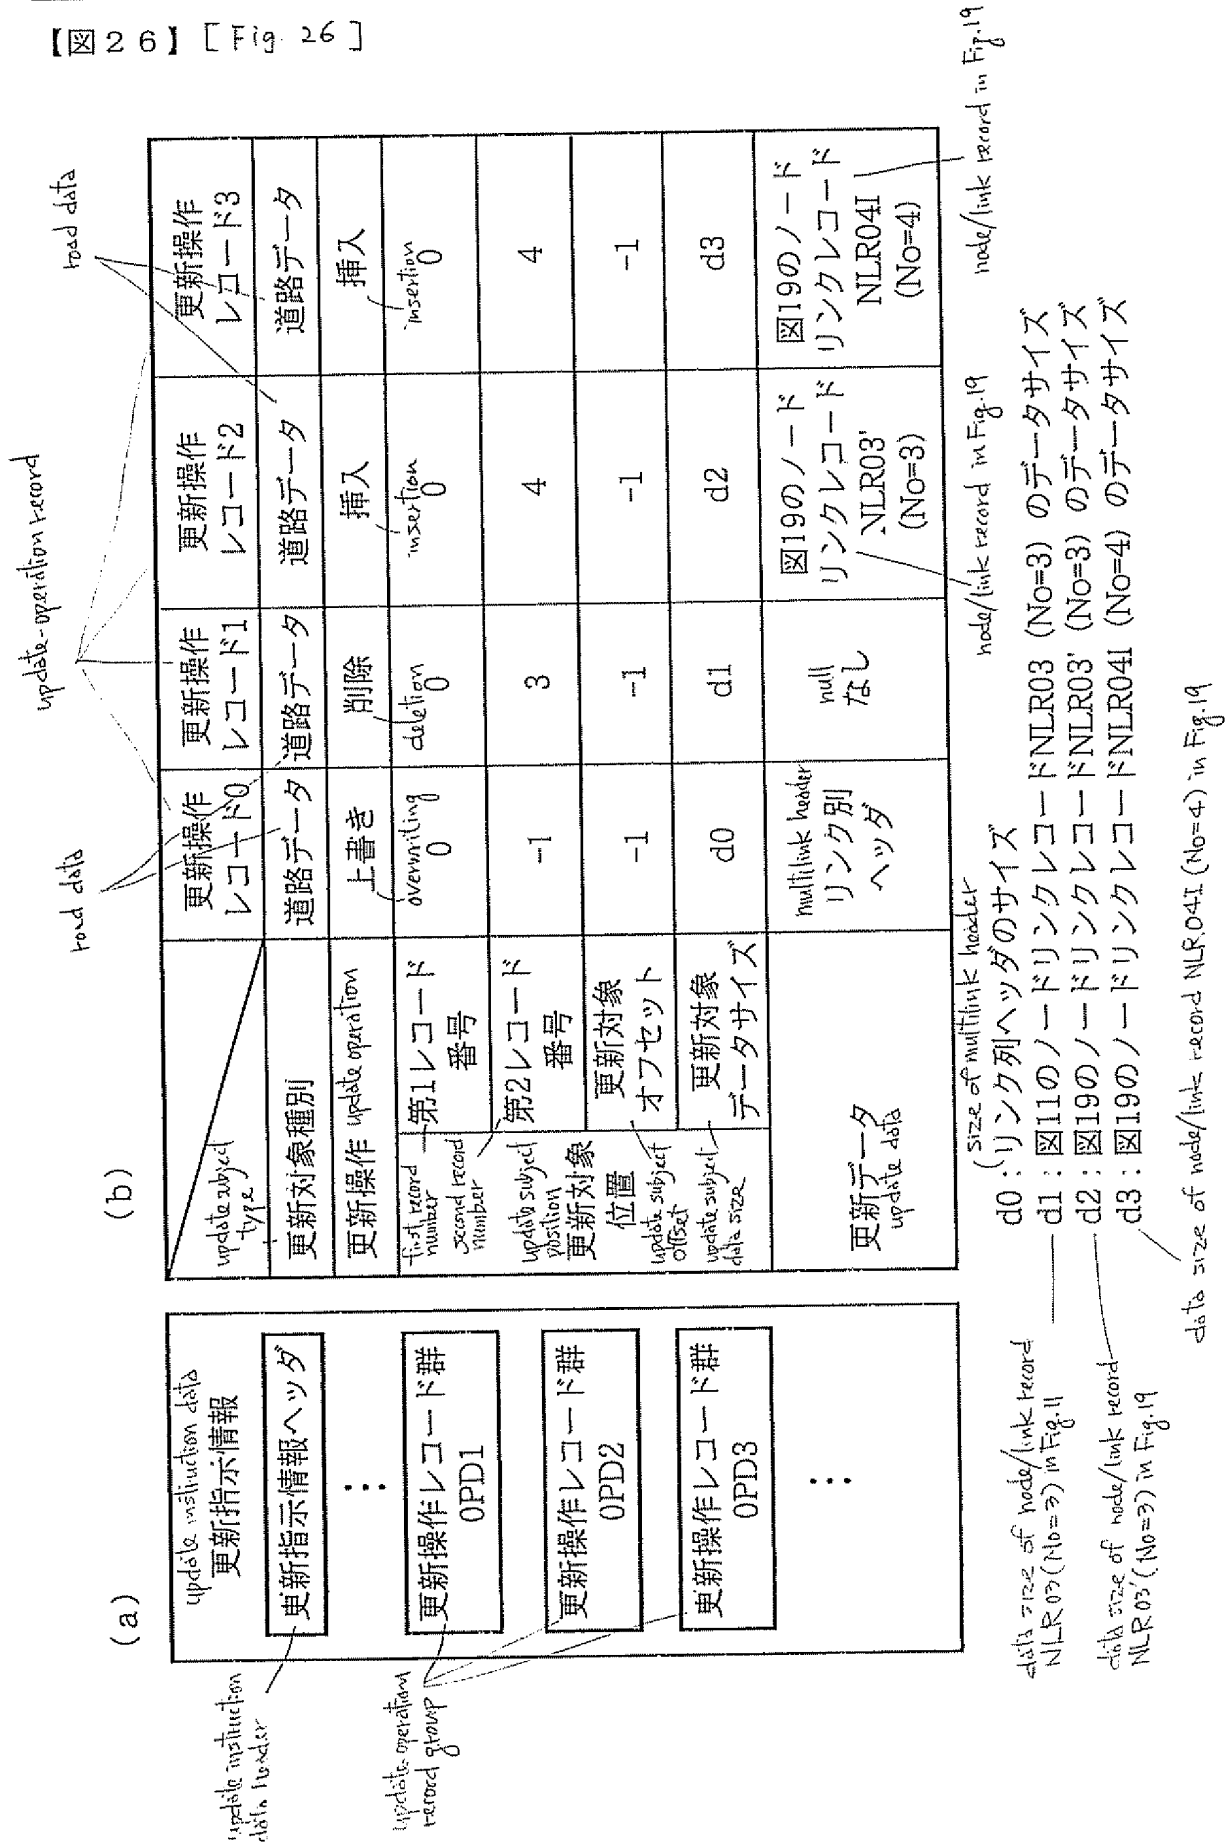 【図26】 [Fig. 26]
(a)
update instruction data
更新指示情報
更新指示情報ヘッダ
update instruction
data header
⋮
更新操作レコード群
OPD1
更新操作レコード群
OPD2
更新操作レコード群
OPD3
⋮
update-operation
record group
(b)
update-operation record
road data
road data
更新操作
レコード0
更新操作
レコード1
更新操作
レコード2
更新操作
レコード3
update subject
type
更新対象種別
道路データ
道路データ
道路データ
道路データ
更新操作 update operation
上書き
overwriting
削除
deletion
挿入
insertion
挿入
insertion
更新対象
位置
update subject
position
first record
number
第1レコード
番号
0
0
0
0
second record
number
第2レコード
番号
-1
3
4
4
update subject
offset
更新対象
オフセット
-1
-1
-1
-1
update subject
data size
更新対象
データサイズ
d0
d1
d2
d3
更新データ
update data
multilink header
リンク別
ヘッダ
null
なし
図19のノード
リンクレコード
NLR03'
(No=3)
図19のノード
リンクレコード
NLR04I
(No=4)
node/link record in Fig.19
node/link record in Fig.19
size of multilink header
d0 : リンク列ヘッダのサイズ
d1 : 図11のノードリンクレコードNLR03 (No=3) のデータサイズ
d2 : 図19のノードリンクレコードNLR03' (No=3) のデータサイズ
d3 : 図19のノードリンクレコードNLR04I (No=4) のデータサイズ
data size of node/link record
NLR03 (No=3) in Fig.11
data size of node/link record
NLR03' (No=3) in Fig.19
data size of node/link record NLR04I (No=4) in Fig.19